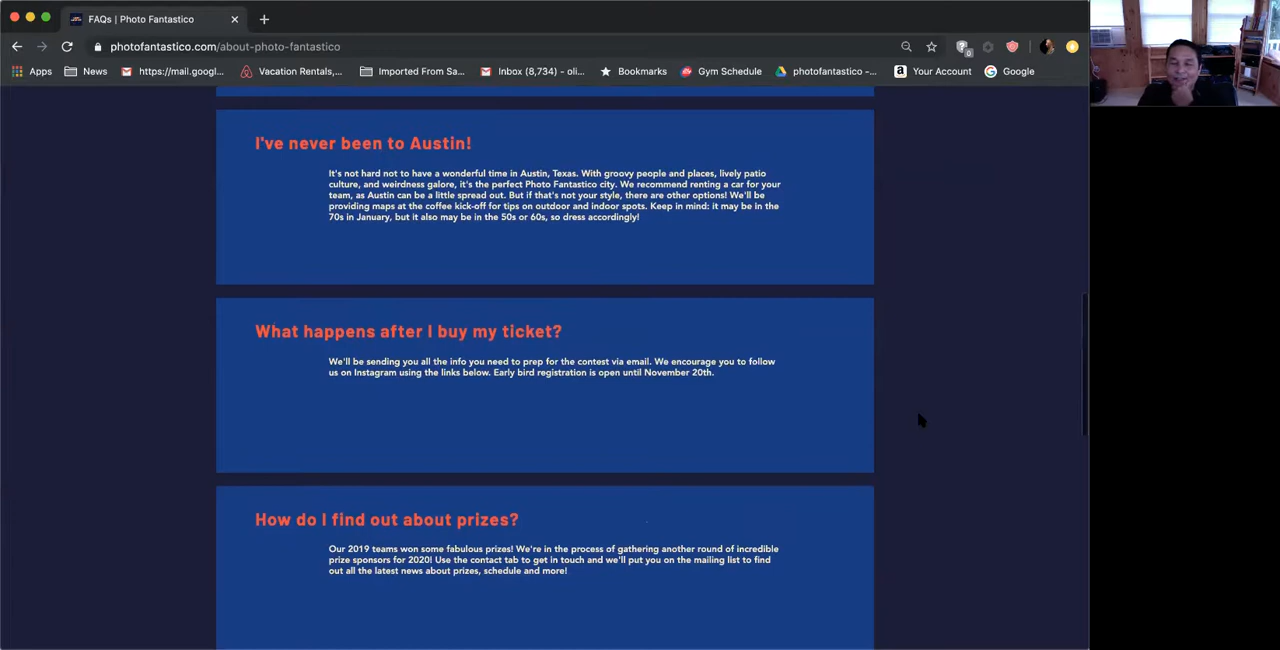 FAQs | Photo Fantastico
photofantastico.com/about-photo-fantastico
0
Apps News https://mail.googl... Vacation Rentals,... Imported From Sa... Inbox (8,734) – oli... Bookmarks Gym Schedule photofantastico –... Your Account Google
I've never been to Austin!
It's not hard not to have a wonderful time in Austin, Texas. With groovy people and places, lively patio
culture, and weirdness galore, it's the perfect Photo Fantastico city. We recommend renting a car for your
team, as Austin can be a little spread out. But if that's not your style, there are other options! We'll be
providing maps at the coffee kick-off for tips on outdoor and indoor spots. Keep in mind: it may be in the
70s in January, but it also may be in the 50s or 60s, so dress accordingly!
What happens after I buy my ticket?
We'll be sending you all the info you need to prep for the contest via email. We encourage you to follow
us on Instagram using the links below. Early bird registration is open until November 20th.
How do I find out about prizes?
Our 2019 teams won some fabulous prizes! We're in the process of gathering another round of incredible
prize sponsors for 2020! Use the contact tab to get in touch and we'll put you on the mailing list to find
out all the latest news about prizes, schedule and more!